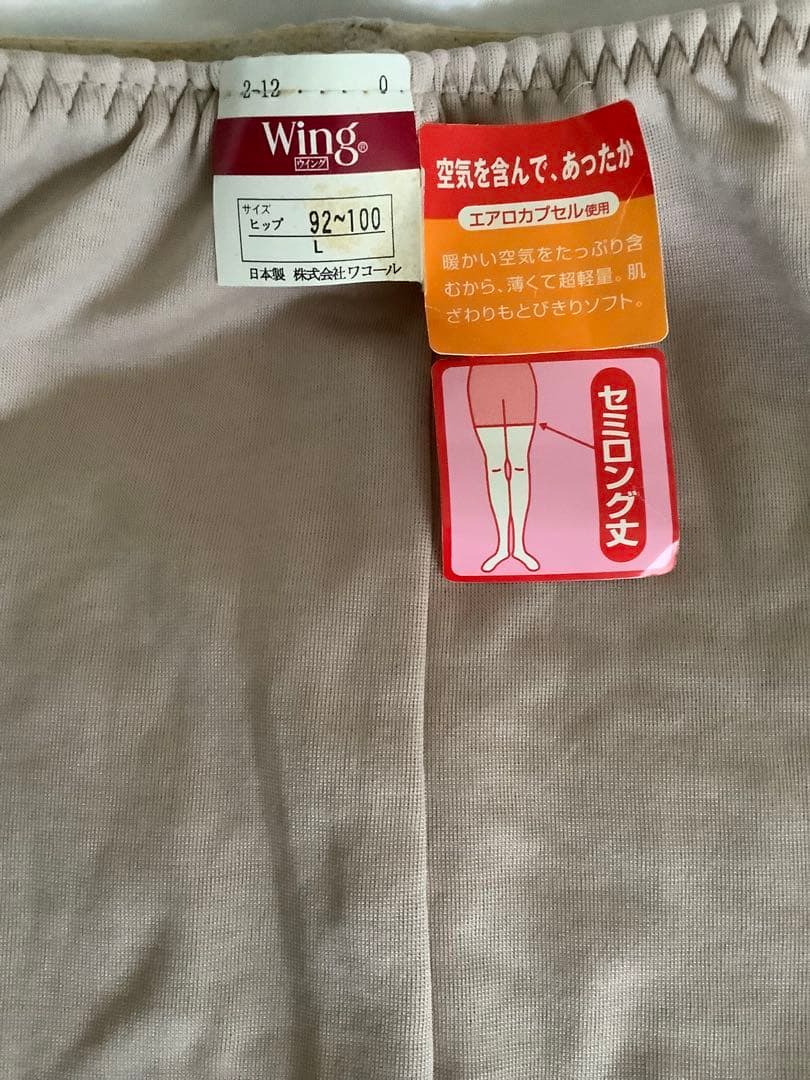 2-12 . . . . 0
Wing®
ウイング
サイズ
ヒップ 92~100
L
日本製 株式会社ワコール
空気を含んで、あったか
エアロカプセル使用
暖かい空気をたっぷり含
むから、薄くて超軽量。肌
ざわりもとびきりソフト。
セミロング丈